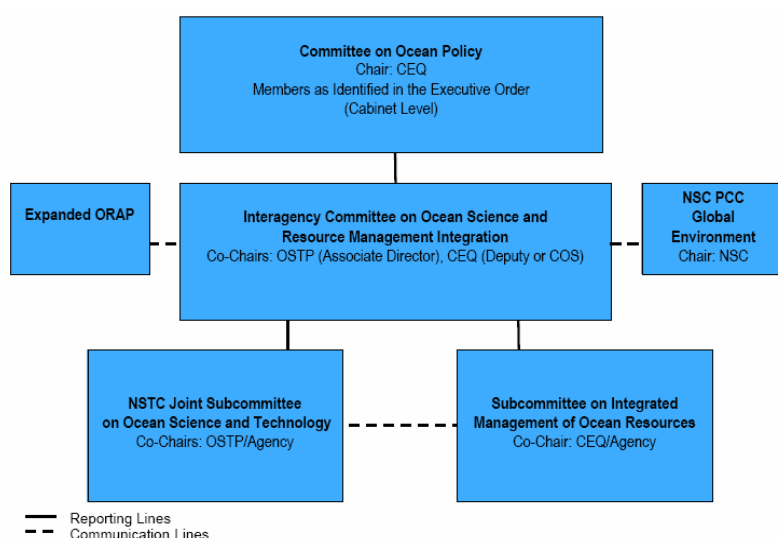 Committee on Ocean Policy
Chair: CEQ
Members as Identified in the Executive Order
(Cabinet Level)
Expanded ORAP
Interagency Committee on Ocean Science and
Resource Management Integration
Co-Chairs: OSTP (Associate Director), CEQ (Deputy or COS)
NSC PCC
Global
Environment
Chair: NSC
NSTC Joint Subcommittee
on Ocean Science and Technology
Co-Chairs: OSTP/Agency
Subcommittee on Integrated
Management of Ocean Resources
Co-Chair: CEQ/Agency
Reporting Lines
Communication Lines